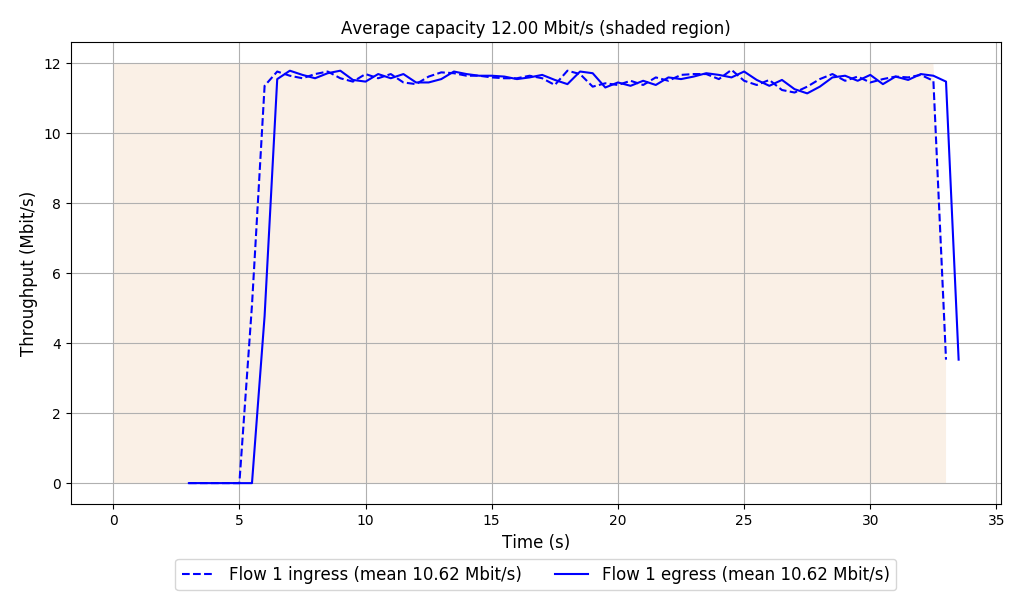 Average capacity 12.00 Mbit/s (shaded region)
Throughput (Mbit/s)
12
10
8
6
4
2
0
0 5 10 15 20 25 30 35
Time (s)
Flow 1 ingress (mean 10.62 Mbit/s) Flow 1 egress (mean 10.62 Mbit/s)